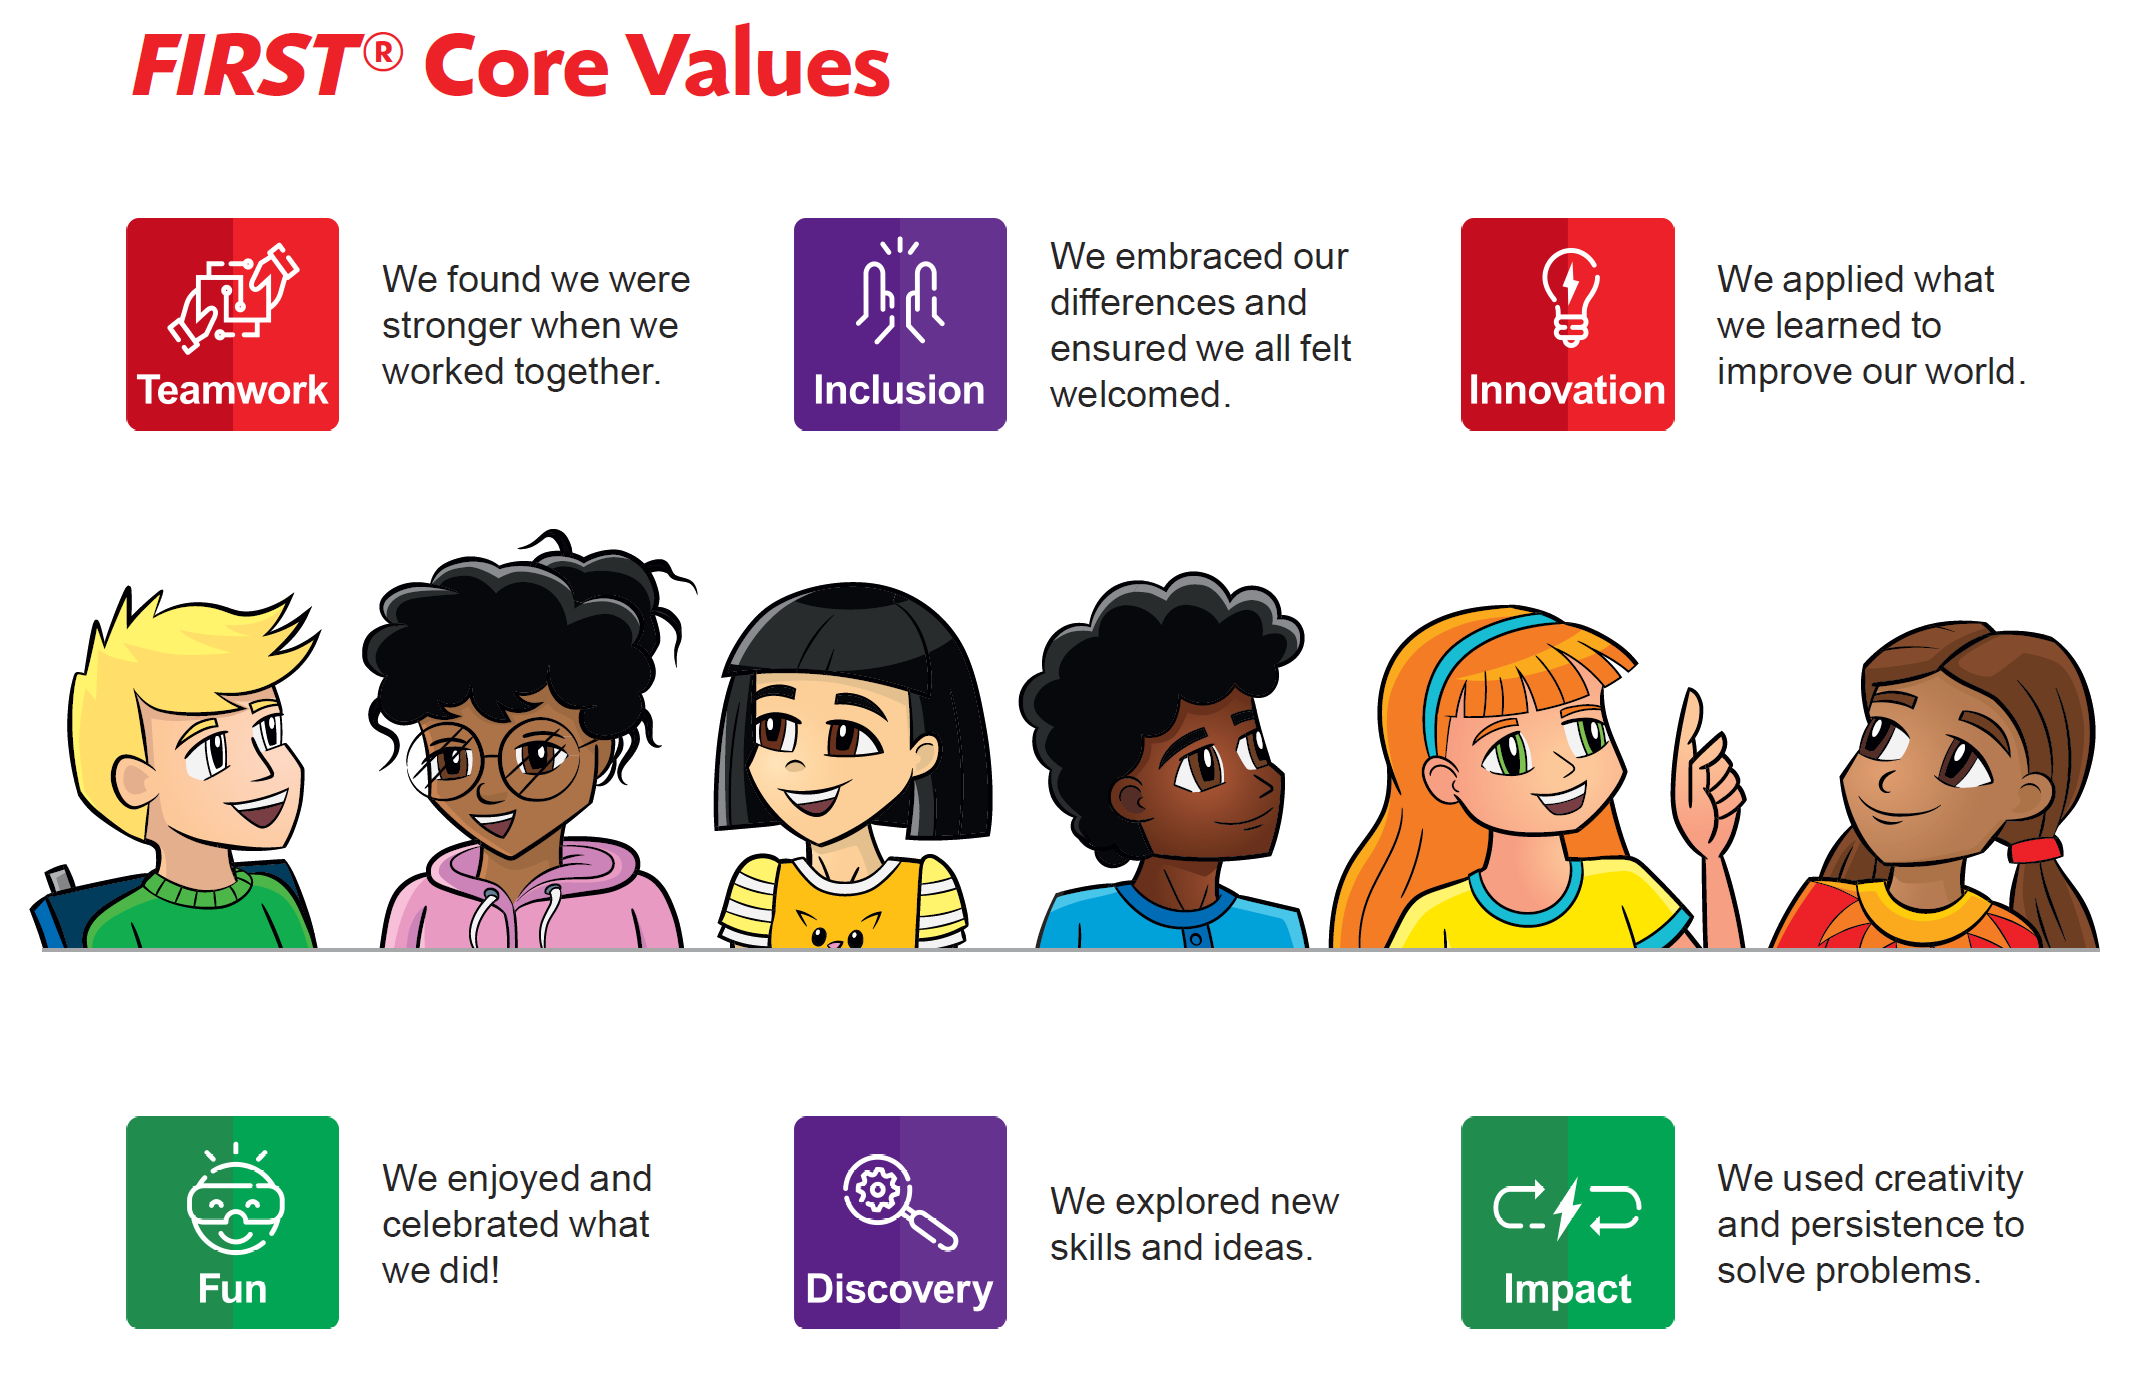 FIRST® Core Values
Teamwork
We found we were
stronger when we
worked together.
Inclusion
We embraced our
differences and
ensured we all felt
welcomed.
Innovation
We applied what
we learned to
improve our world.
Fun
We enjoyed and
celebrated what
we did!
Discovery
We explored new
skills and ideas.
Impact
We used creativity
and persistence to
solve problems.